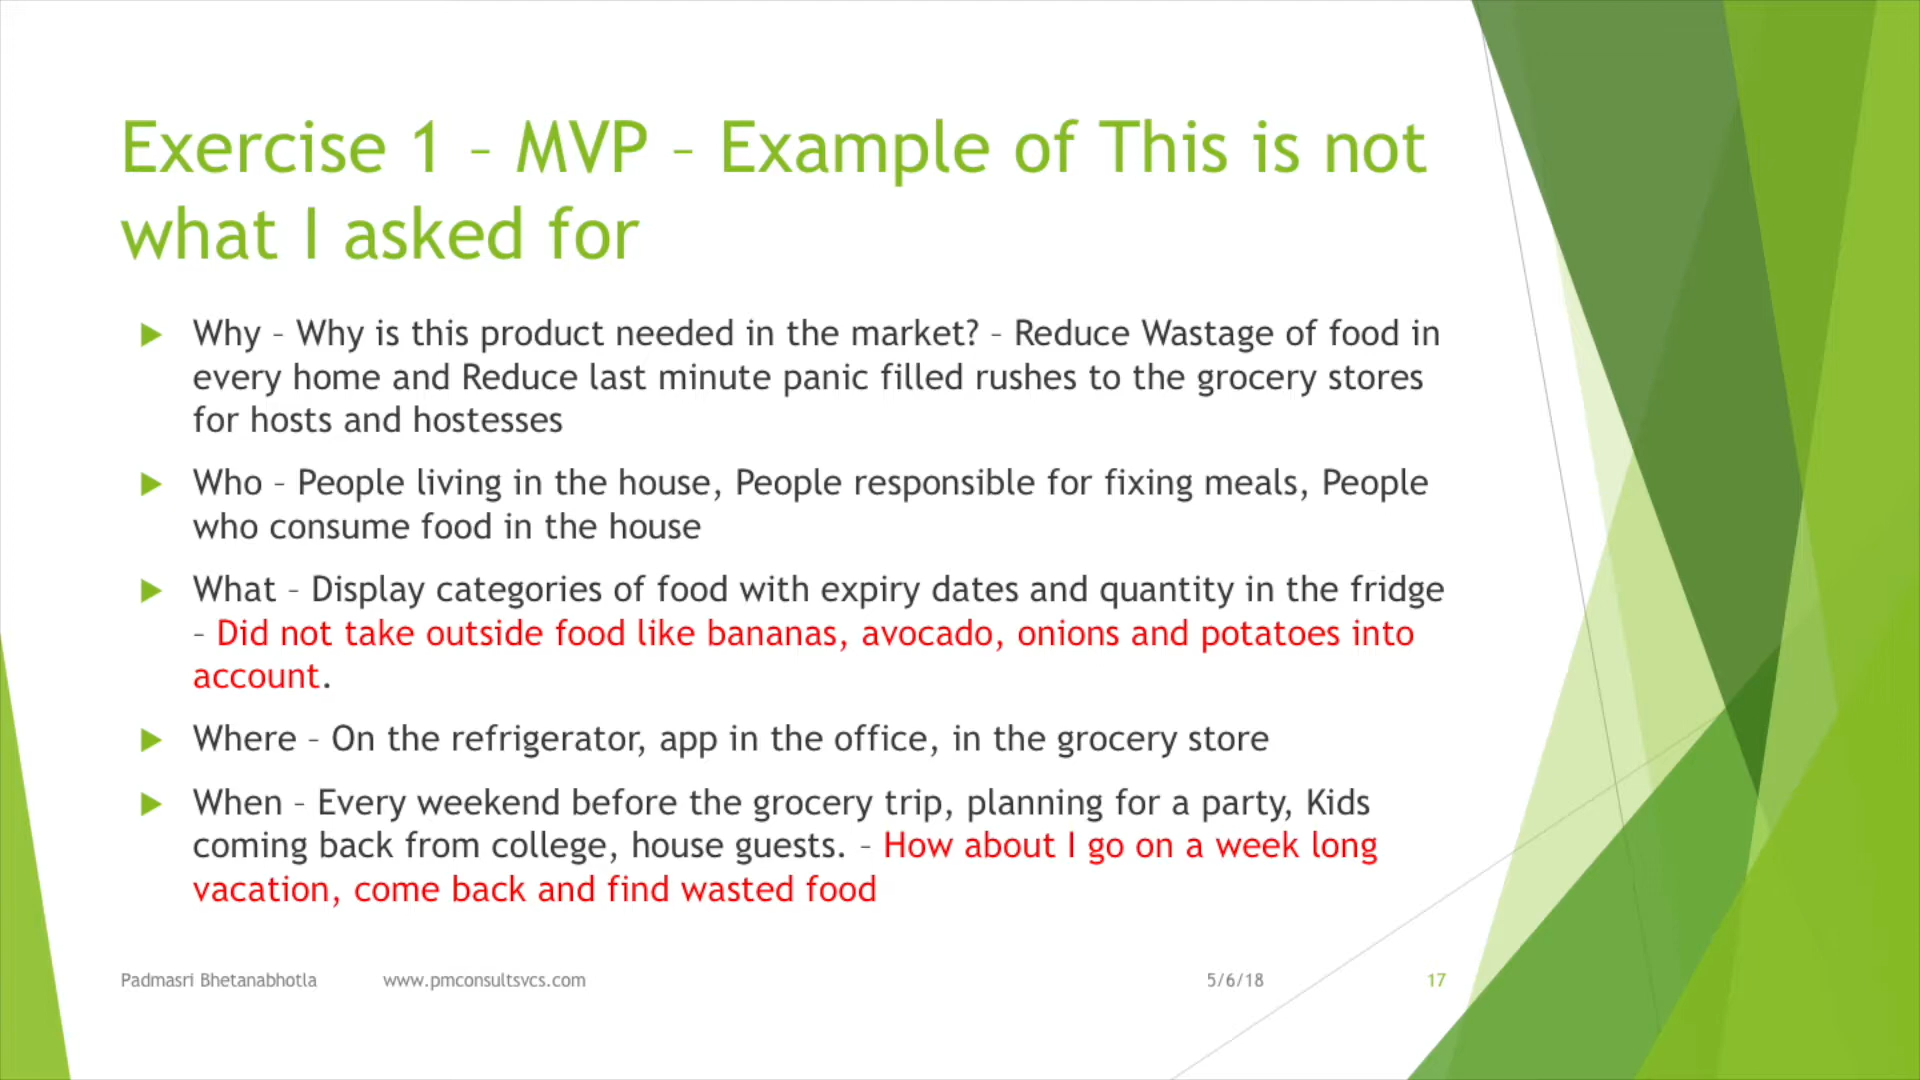 Exercise 1 – MVP – Example of This is not
what I asked for
Why – Why is this product needed in the market? – Reduce Wastage of food in
every home and Reduce last minute panic filled rushes to the grocery stores
for hosts and hostesses
Who – People living in the house, People responsible for fixing meals, People
who consume food in the house
What – Display categories of food with expiry dates and quantity in the fridge
– Did not take outside food like bananas, avocado, onions and potatoes into
account.
Where – On the refrigerator, app in the office, in the grocery store
When – Every weekend before the grocery trip, planning for a party, Kids
coming back from college, house guests. – How about I go on a week long
vacation, come back and find wasted food
Padmasri Bhetanabhotla www.pmconsultsvcs.com 5/6/18 17